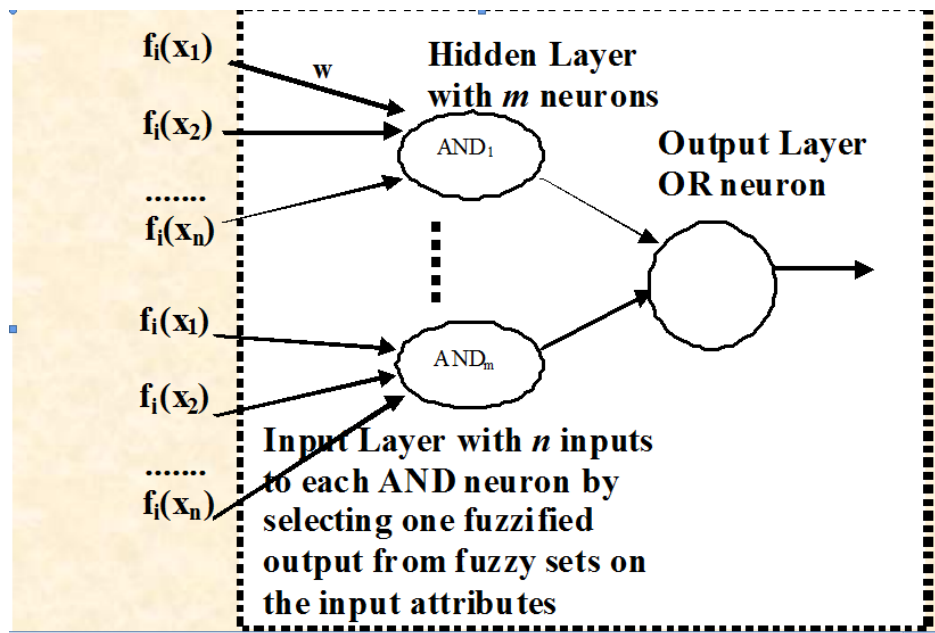 fᵢ(x₁)
w
Hidden Layer
with m neurons
fᵢ(x₂)
AND₁
.......
fᵢ(xₙ)
Output Layer
OR neuron
fᵢ(x₁)
ANDₘ
fᵢ(x₂)
.......
fᵢ(xₙ)
Input Layer with n inputs
to each AND neuron by
selecting one fuzzified
output from fuzzy sets on
the input attributes